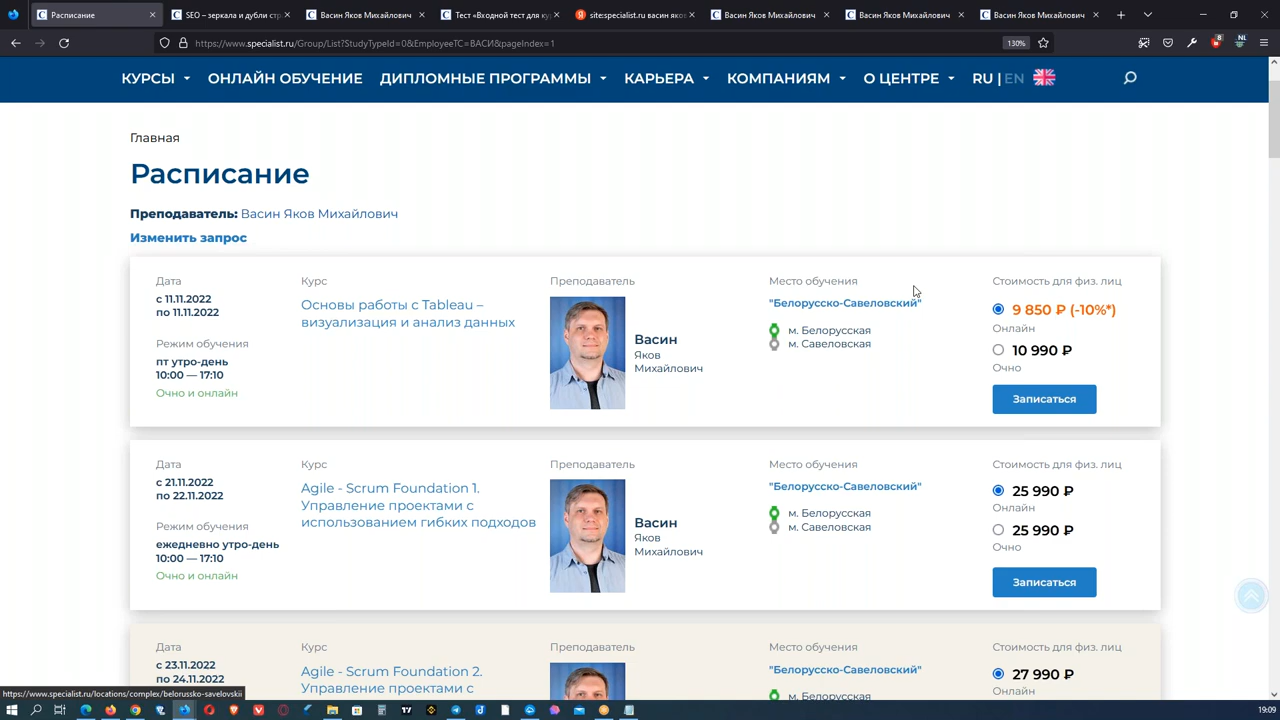 Расписание
SEO – зеркала и дубли стр
Васин Яков Михайлович
Тест «Входной тест для ку
site:specialist.ru васин яков
Васин Яков Михайлович
Васин Яков Михайлович
Васин Яков Михайлович
https://www.specialist.ru/Group/List?StudyTypeId=0&EmployeeTC=ВАСИ&pageIndex=1
130%
КУРСЫ ОНЛАЙН ОБУЧЕНИЕ ДИПЛОМНЫЕ ПРОГРАММЫ КАРЬЕРА КОМПАНИЯМ О ЦЕНТРЕ RU | EN
Главная
Расписание
Преподаватель: Васин Яков Михайлович
Изменить запрос
Дата
с 11.11.2022
по 11.11.2022
Режим обучения
пт утро-день
10:00 — 17:10
Очно и онлайн
Курс
Основы работы с Tableau –
визуализация и анализ данных
Преподаватель
Васин
Яков
Михайлович
Место обучения
"Белорусско-Савеловский"
м. Белорусская
м. Савеловская
Стоимость для физ. лиц
9 850 ₽ (-10%*)
Онлайн
10 990 ₽
Очно
Записаться
Дата
с 21.11.2022
по 22.11.2022
Режим обучения
ежедневно утро-день
10:00 — 17:10
Очно и онлайн
Курс
Agile - Scrum Foundation 1.
Управление проектами с
использованием гибких подходов
Преподаватель
Васин
Яков
Михайлович
Место обучения
"Белорусско-Савеловский"
м. Белорусская
м. Савеловская
Стоимость для физ. лиц
25 990 ₽
Онлайн
25 990 ₽
Очно
Записаться
Дата
с 23.11.2022
по 24.11.2022
Курс
Agile - Scrum Foundation 2.
Управление проектами с
Преподаватель
Место обучения
"Белорусско-Савеловский"
м. Белорусская
Стоимость для физ. лиц
27 990 ₽
Онлайн
https://www.specialist.ru/locations/complex/belorussko-savelovskii
19:09